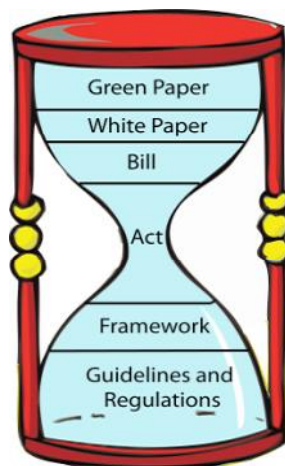 Green Paper
White Paper
Bill
Act
Framework
Guidelines and
Regulations